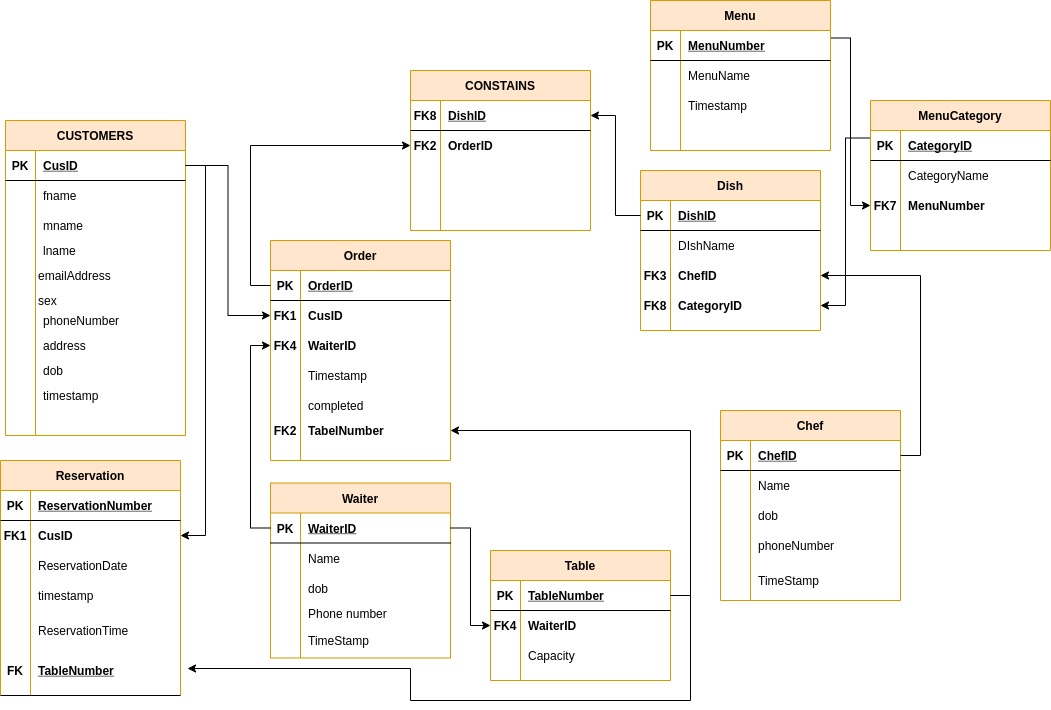 Menu
PK MenuNumber
MenuName
Timestamp
CONSTAINS
FK8 DishID
FK2 OrderID
MenuCategory
PK CategoryID
CategoryName
FK7 MenuNumber
CUSTOMERS
PK CusID
fname
mname
lname
emailAddress
sex
phoneNumber
address
dob
timestamp
Dish
PK DishID
DIshName
FK3 ChefID
FK8 CategoryID
Order
PK OrderID
FK1 CusID
FK4 WaiterID
Timestamp
completed
FK2 TabelNumber
Chef
PK ChefID
Name
dob
phoneNumber
TimeStamp
Reservation
PK ReservationNumber
FK1 CusID
ReservationDate
timestamp
ReservationTime
FK TableNumber
Waiter
PK WaiterID
Name
dob
Phone number
TimeStamp
Table
PK TableNumber
FK4 WaiterID
Capacity